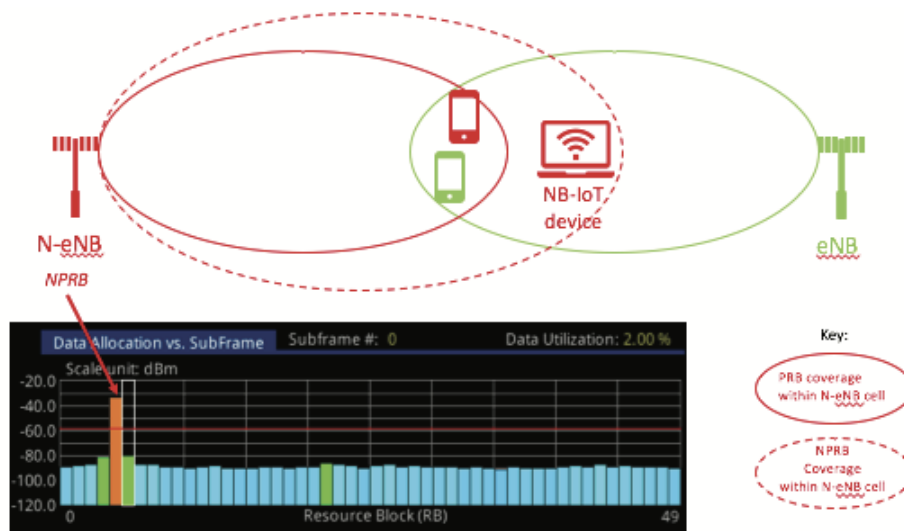 NB-IoT
device
N-eNB
eNB
NPRB
Data Allocation vs. SubFrame
Subframe #: 0
Data Utilization: 2.00 %
Scale unit: dBm
-20.0
-40.0
-60.0
-80.0
-100.0
-120.0
0
Resource Block (RB)
49
Key:
PRB coverage
within N-eNB cell
NPRB
Coverage
within N-eNB cell